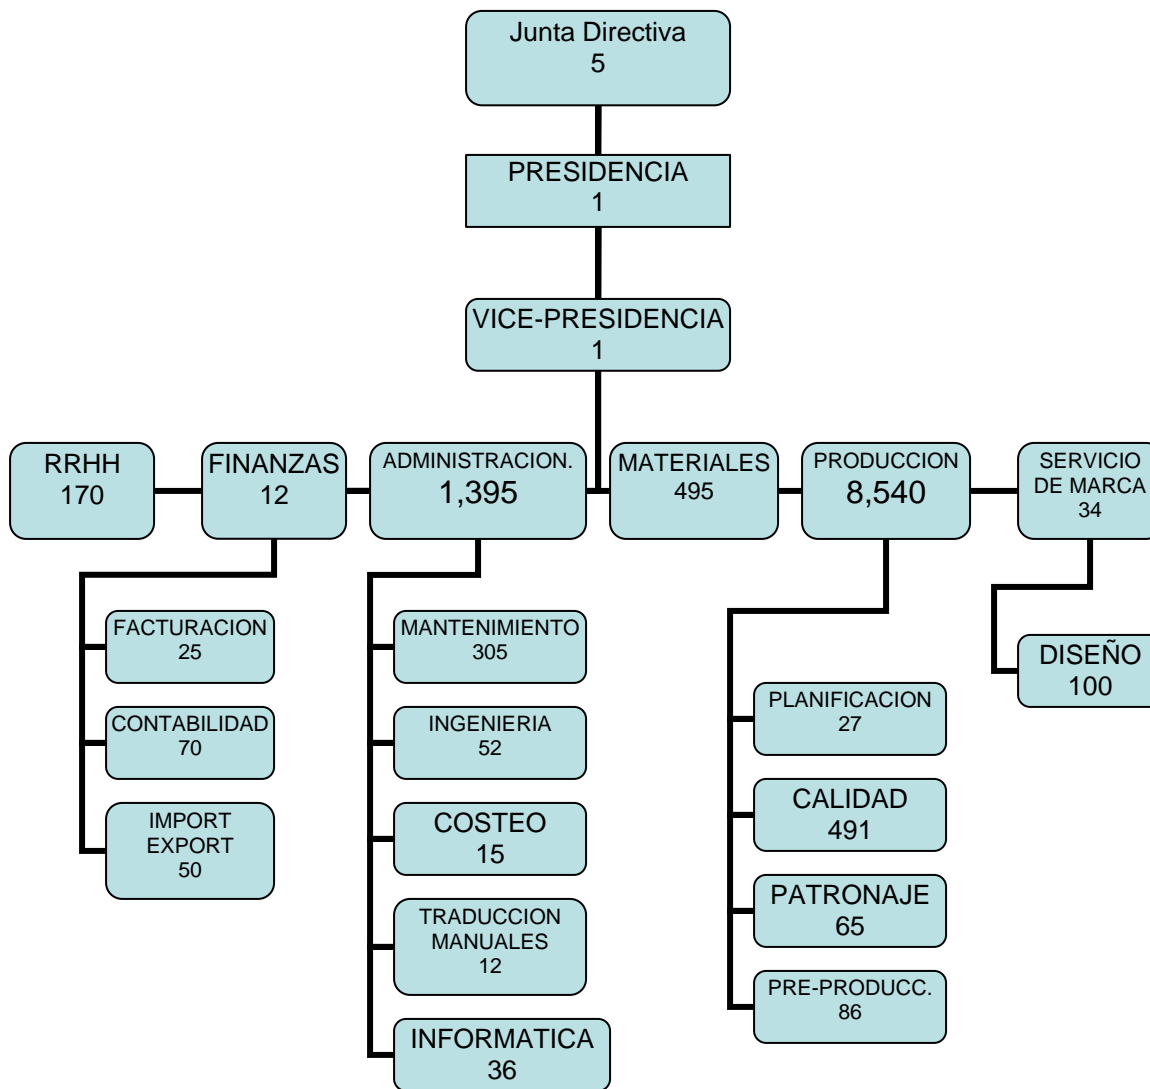 Junta Directiva
5
PRESIDENCIA
1
VICE-PRESIDENCIA
1
RRHH
170
FINANZAS
12
ADMINISTRACION.
1,395
MATERIALES
495
PRODUCCION
8,540
SERVICIO
DE MARCA
34
FACTURACION
25
CONTABILIDAD
70
IMPORT
EXPORT
50
MANTENIMIENTO
305
INGENIERIA
52
COSTEO
15
TRADUCCION
MANUALES
12
INFORMATICA
36
PLANIFICACION
27
CALIDAD
491
PATRONAJE
65
PRE-PRODUCC.
86
DISEÑO
100